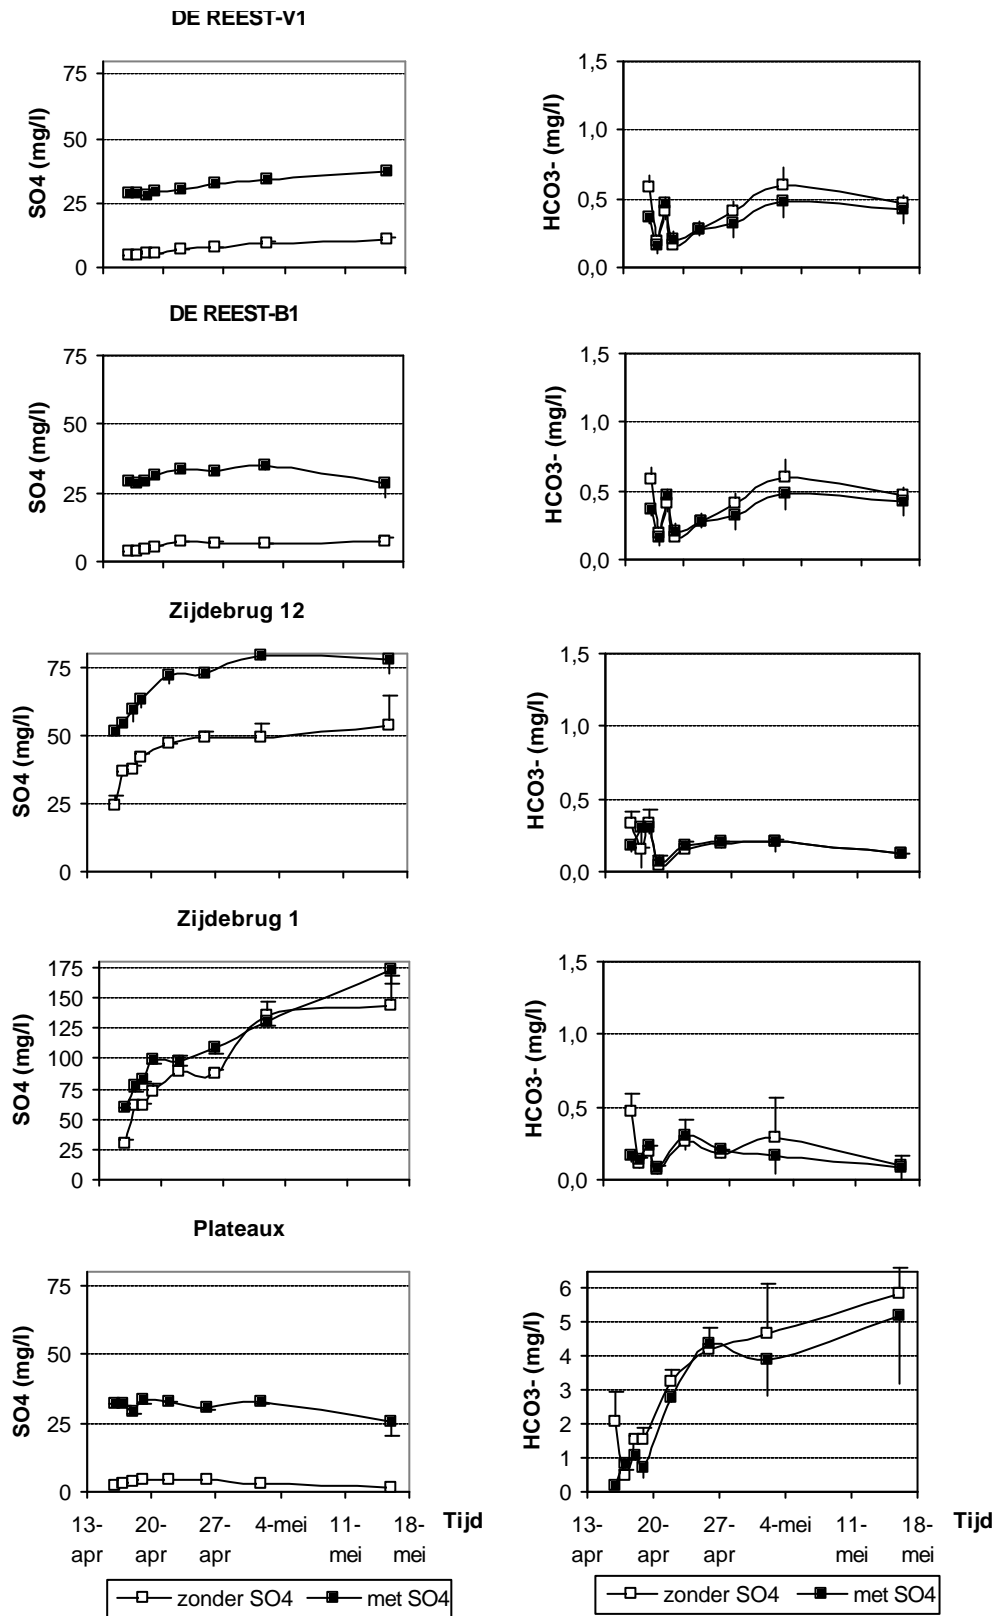 DE REEST-V1
75
50
25
0
SO4 (mg/l)
1,5
1,0
0,5
0,0
HCO3- (mg/l)
DE REEST-B1
75
50
25
0
SO4 (mg/l)
1,5
1,0
0,5
0,0
HCO3- (mg/l)
Zijdebrug 12
75
50
25
0
SO4 (mg/l)
1,5
1,0
0,5
0,0
HCO3- (mg/l)
Zijdebrug 1
175
150
125
100
75
50
25
0
SO4 (mg/l)
1,5
1,0
0,5
0,0
HCO3- (mg/l)
Plateaux
75
50
25
0
SO4 (mg/l)
13-apr 20-apr 27-apr 4-mei 11-mei 18-mei Tijd
6
5
4
3
2
1
0
HCO3- (mg/l)
13-apr 20-apr 27-apr 4-mei 11-mei 18-mei Tijd
zonder SO4 met SO4
zonder SO4 met SO4